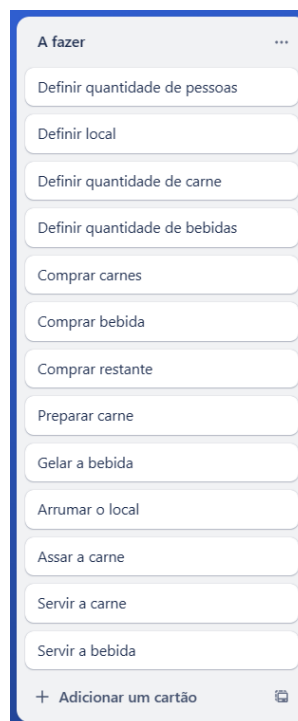 A fazer
Definir quantidade de pessoas
Definir local
Definir quantidade de carne
Definir quantidade de bebidas
Comprar carnes
Comprar bebida
Comprar restante
Preparar carne
Gelar a bebida
Arrumar o local
Assar a carne
Servir a carne
Servir a bebida
+ Adicionar um cartão